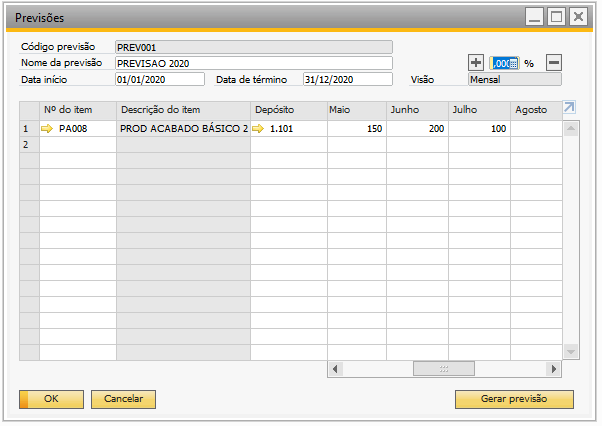 Previsões
Código previsão PREV001
Nome da previsão PREVISAO 2020 ,000 %
Data início 01/01/2020 Data de término 31/12/2020 Visão Mensal
Nº do item Descrição do item Depósito Maio Junho Julho Agosto
1 PA008 PROD ACABADO BÁSICO 2 1.101 150 200 100
2
OK Cancelar Gerar previsão